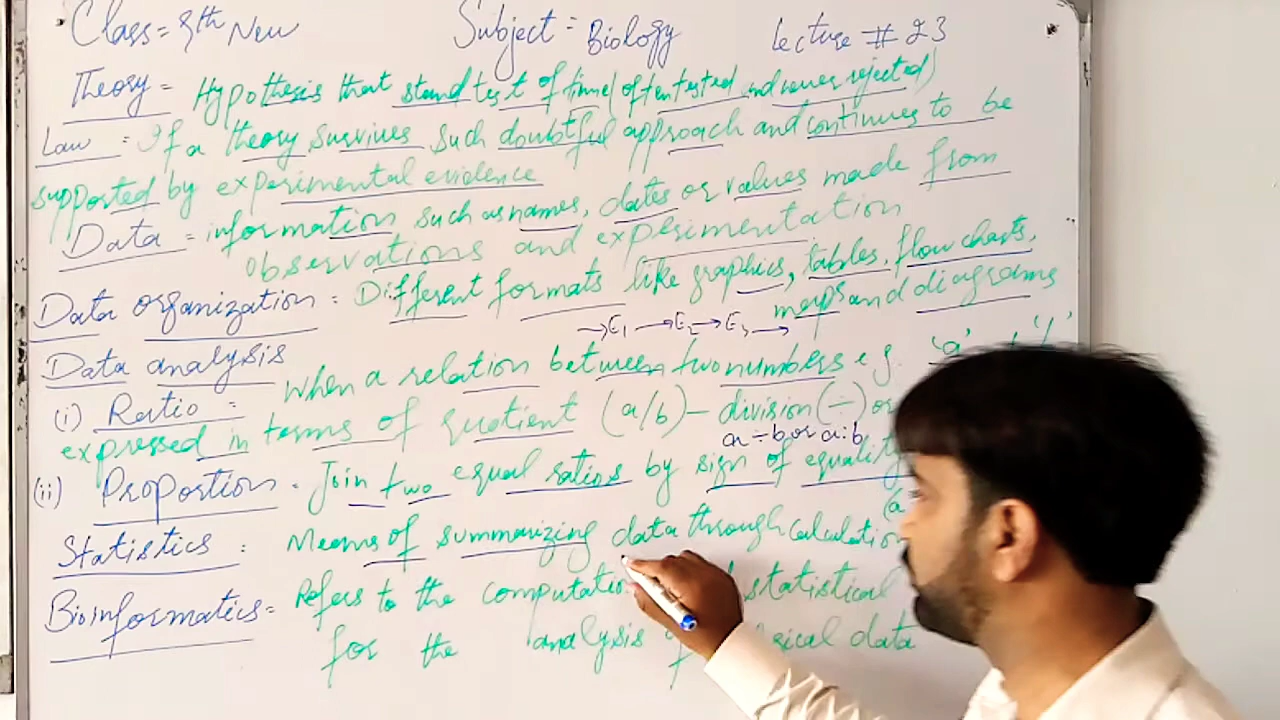 Class = 9th New Subject = Biology Lecture # 23
Theory = Hypothesis that stand test of time (often tested and never rejected)
Law = If a theory survives such doubtful approach and continues to be
supported by experimental evidence
Data = information such as names, dates or values made from
observations and experimentation
Data organization = Different formats like graphics, tables, flow charts,
maps and diagrams
→E₁ →E₂ →E₃ →
Data analysis
(i) Ratio = When a relation between two numbers e.g. 'a'
expressed in terms of quotient (a/b) - division (÷) or
a ÷ b or a:b
(ii) Proportion - Join two equal ratios by sign of equality
(a
Statistics : Means of summarizing data through calculation
Bioinformatics = Refers to the statistical
for the analysis data